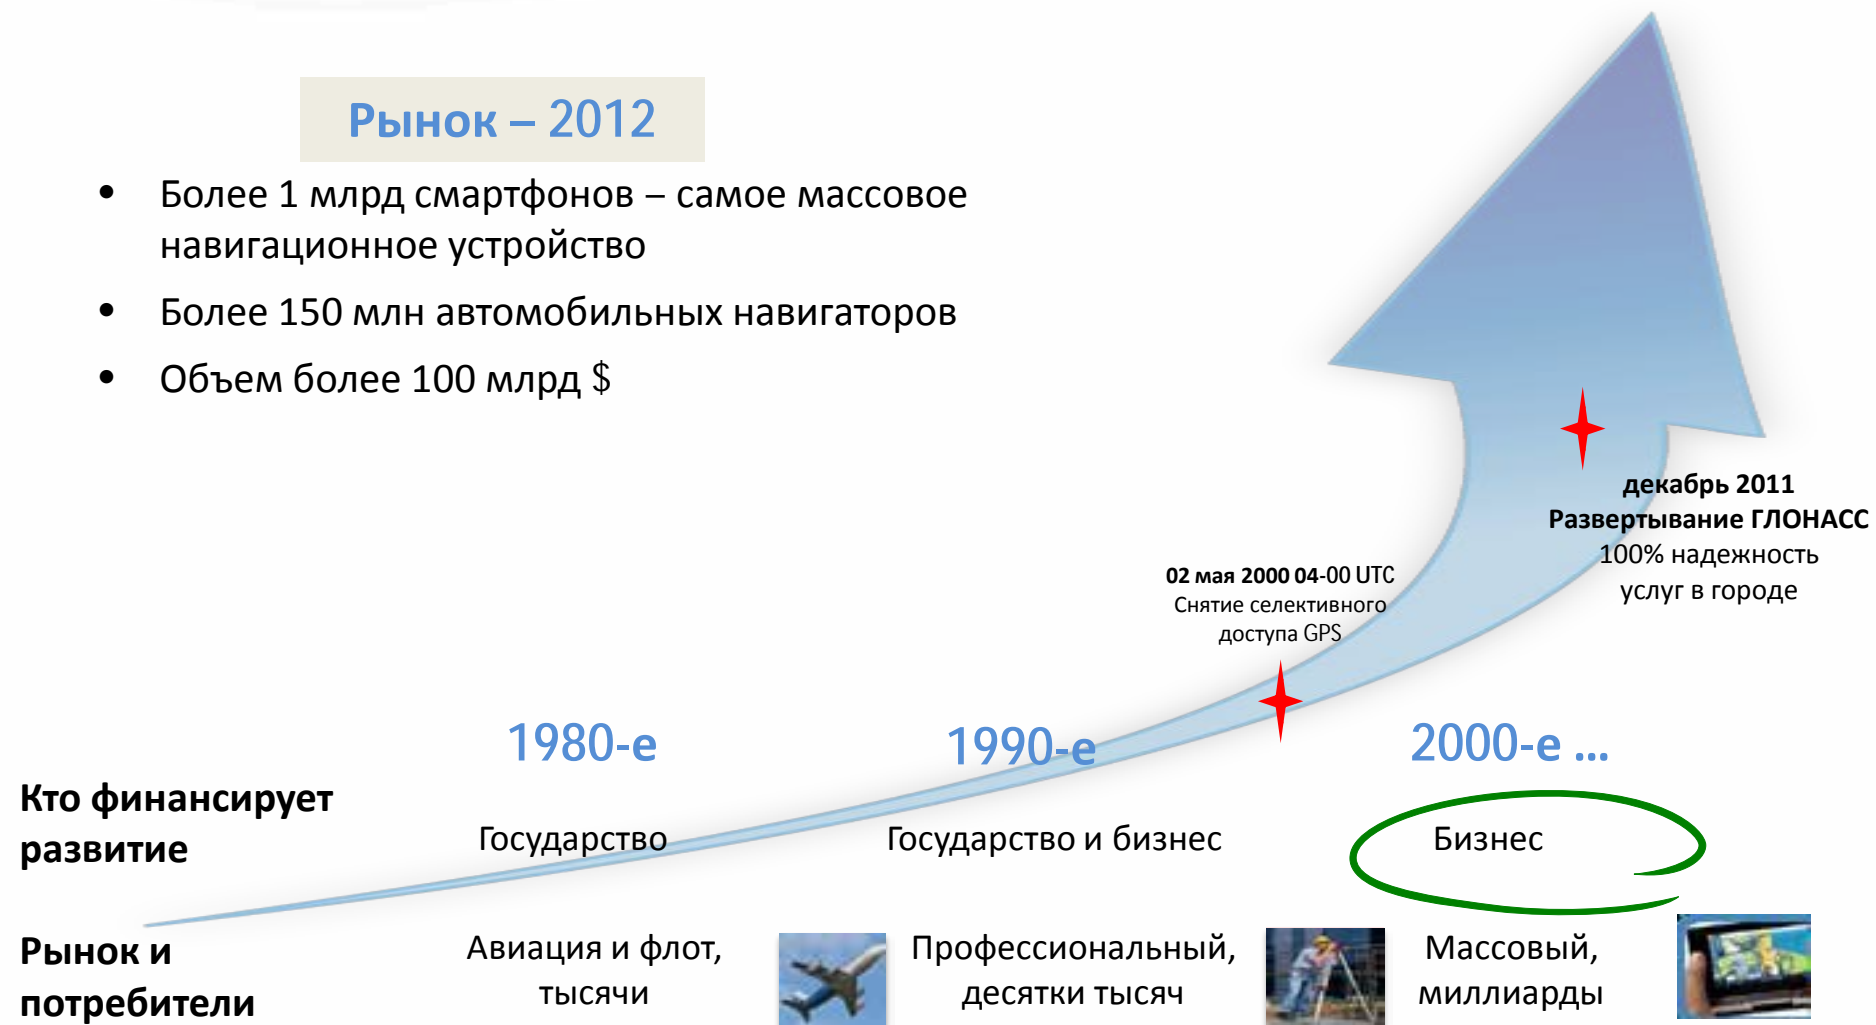 Рынок – 2012
• Более 1 млрд смартфонов – самое массовое
навигационное устройство
• Более 150 млн автомобильных навигаторов
• Объем более 100 млрд $
декабрь 2011
Развертывание ГЛОНАСС
100% надежность
услуг в городе
02 мая 2000 04-00 UTC
Снятие селективного
доступа GPS
1980-е
1990-е
2000-е ...
Кто финансирует
развитие
Государство
Государство и бизнес
Бизнес
Рынок и
потребители
Авиация и флот,
тысячи
Профессиональный,
десятки тысяч
Массовый,
миллиарды